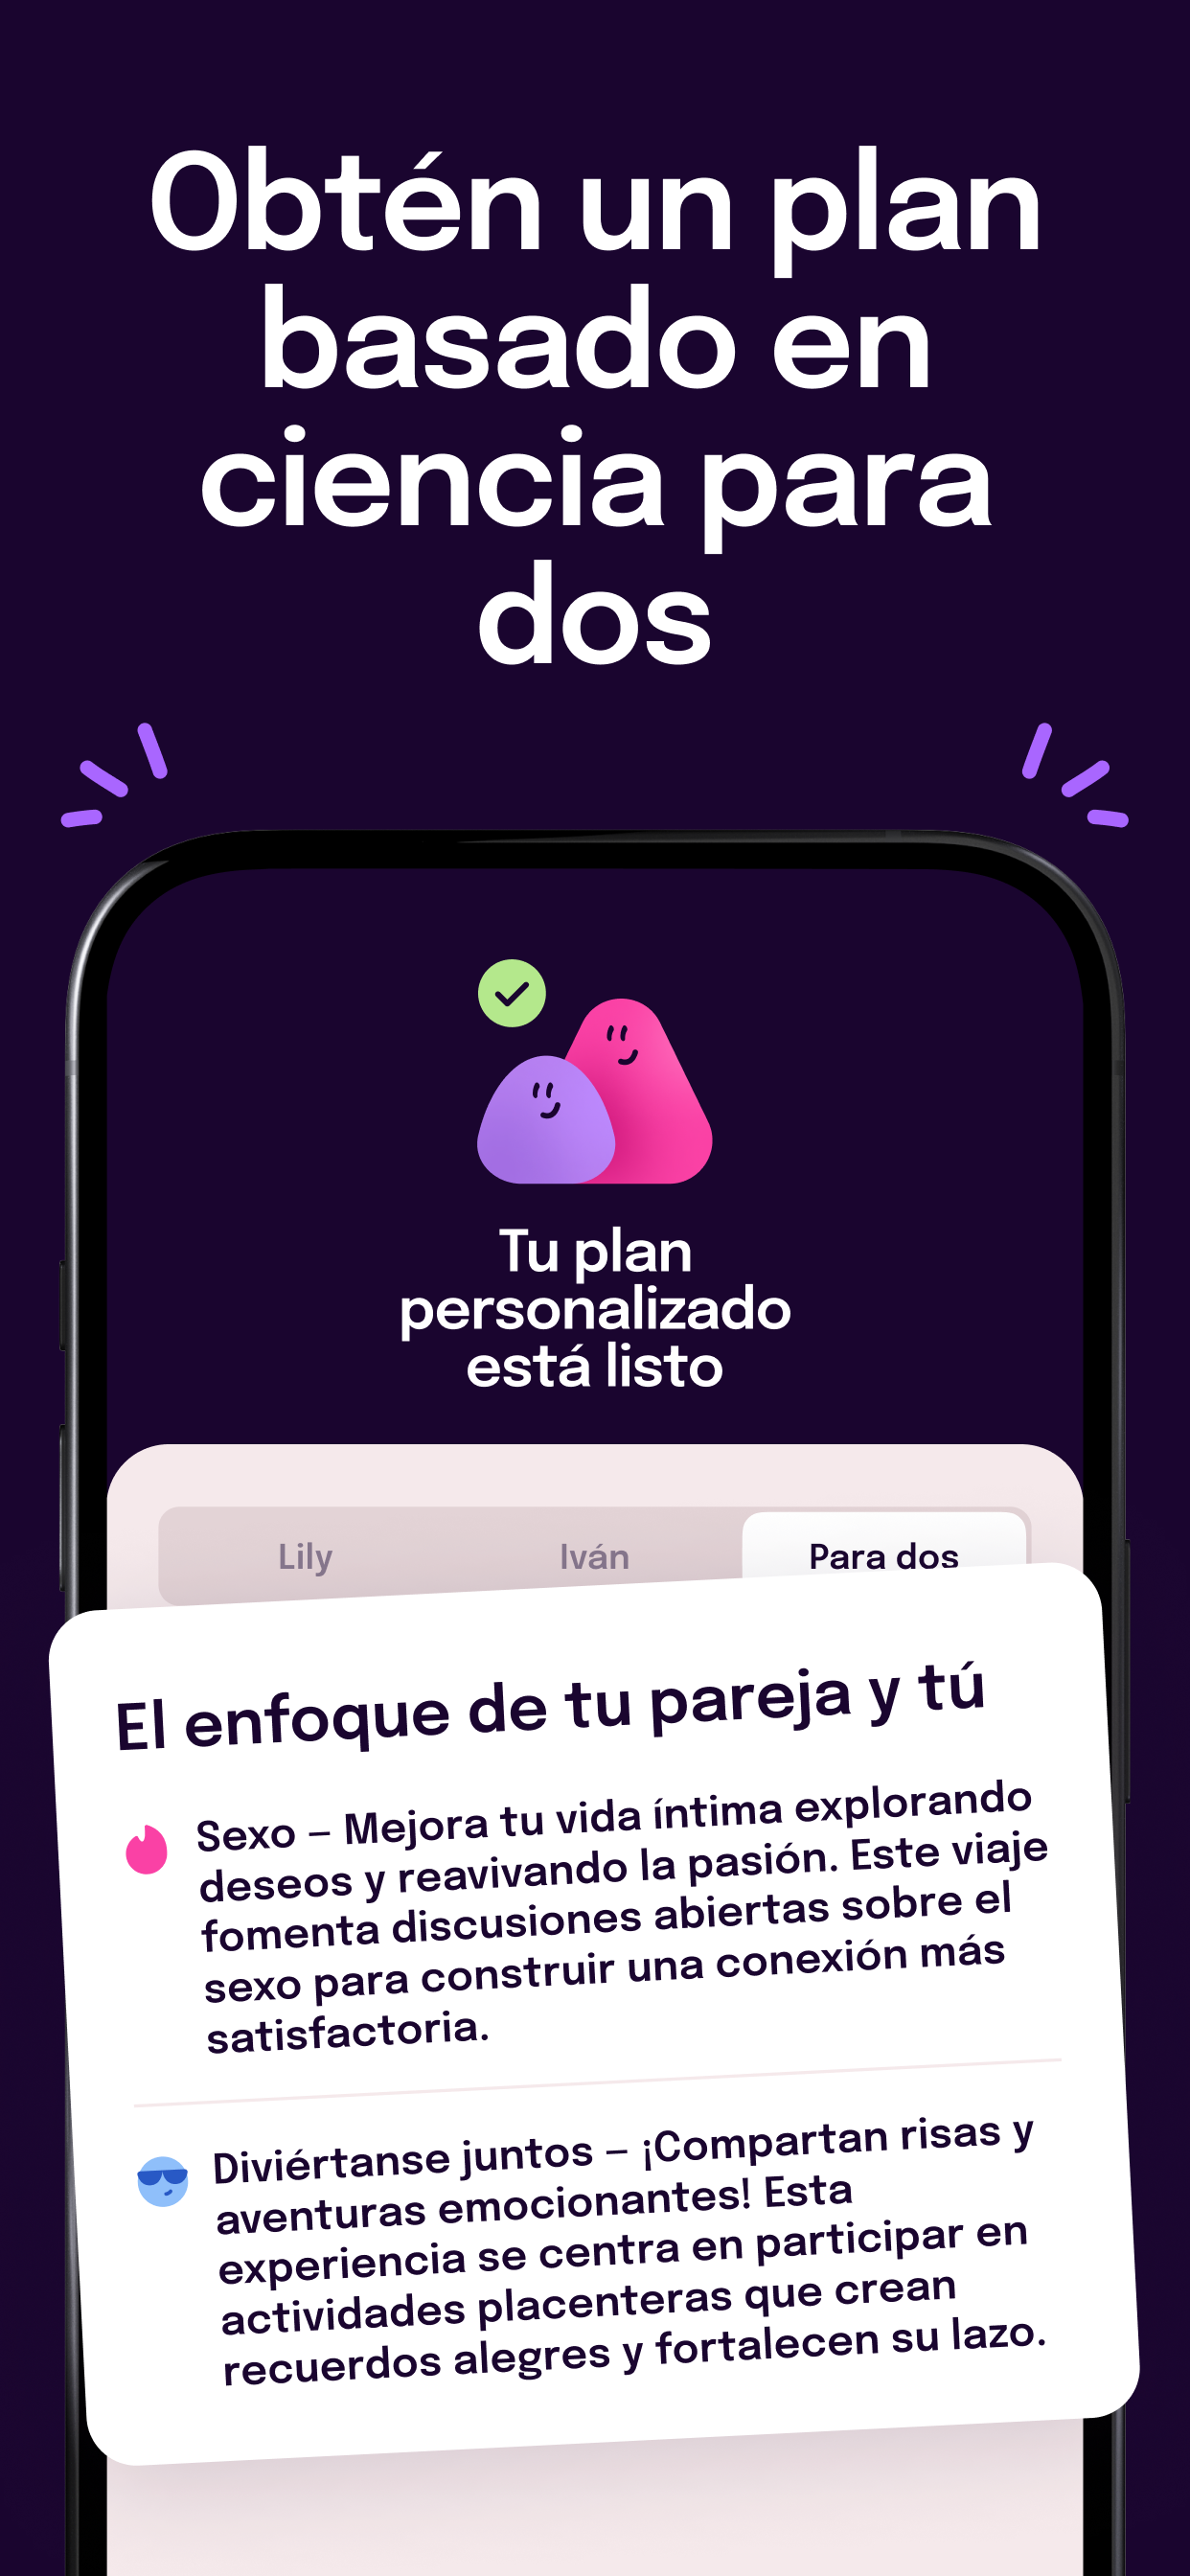 Obtén un plan
basado en
ciencia para
dos
Tu plan
personalizado
está listo
Lily
Iván
Para dos
El enfoque de tu pareja y tú
Sexo – Mejora tu vida íntima explorando
deseos y reavivando la pasión. Este viaje
fomenta discusiones abiertas sobre el
sexo para construir una conexión más
satisfactoria.
Diviértanse juntos – ¡Compartan risas y
aventuras emocionantes! Esta
experiencia se centra en participar en
actividades placenteras que crean
recuerdos alegres y fortalecen su lazo.